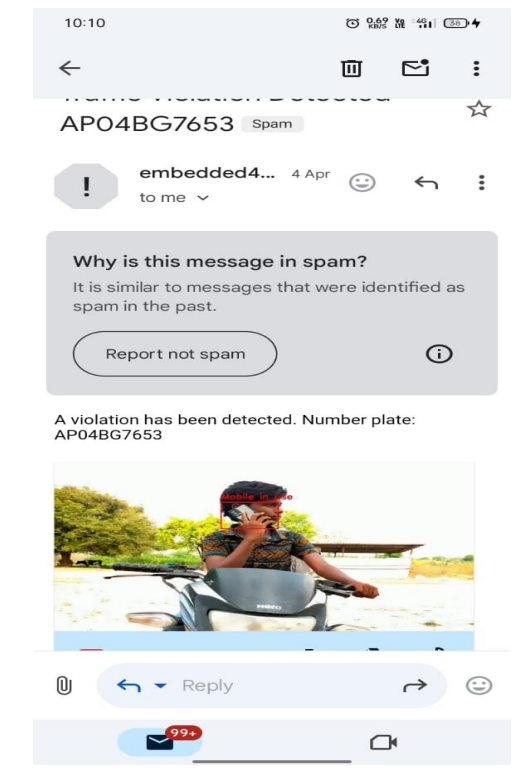 10:10 0.69 KB/S Vo LTE 4G 38
Traffic Violation Detected
AP04BG7653 Spam
!
embedded4... 4 Apr
to me
Why is this message in spam?
It is similar to messages that were identified as
spam in the past.
Report not spam
A violation has been detected. Number plate:
AP04BG7653
Mobile in use
HERO
Reply
99+